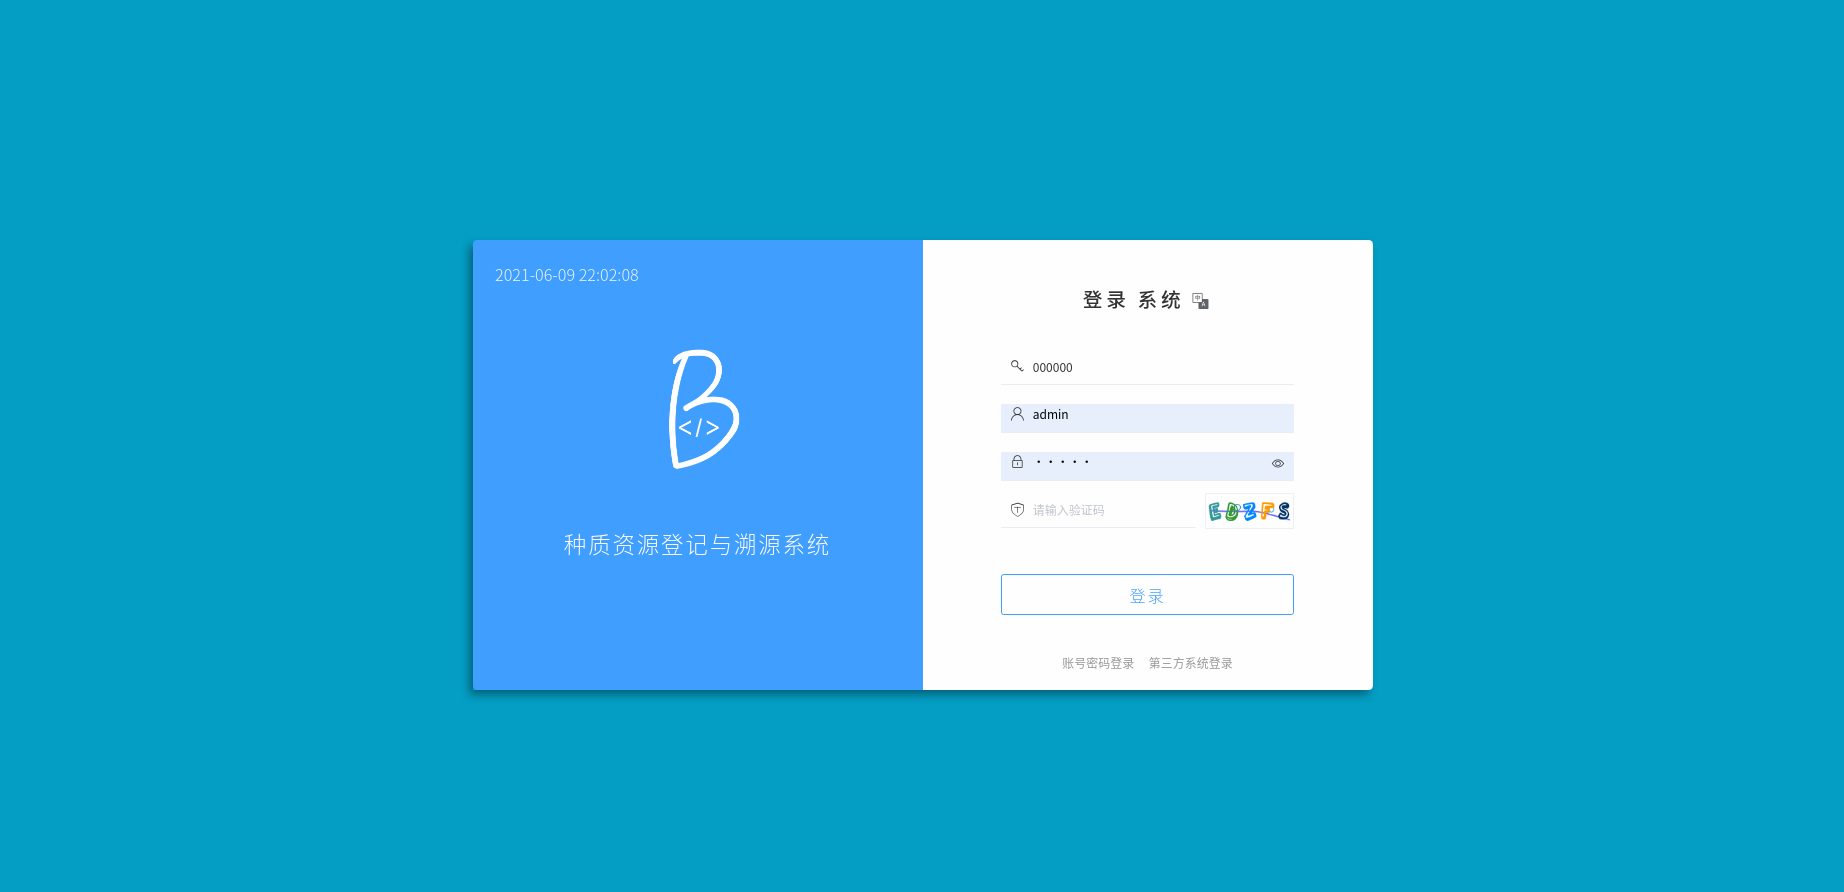 2021-06-09 22:02:08
</>
种质资源登记与溯源系统
登录 系统
000000
admin
请输入验证码
EDZFS
登录
账号密码登录 第三方系统登录